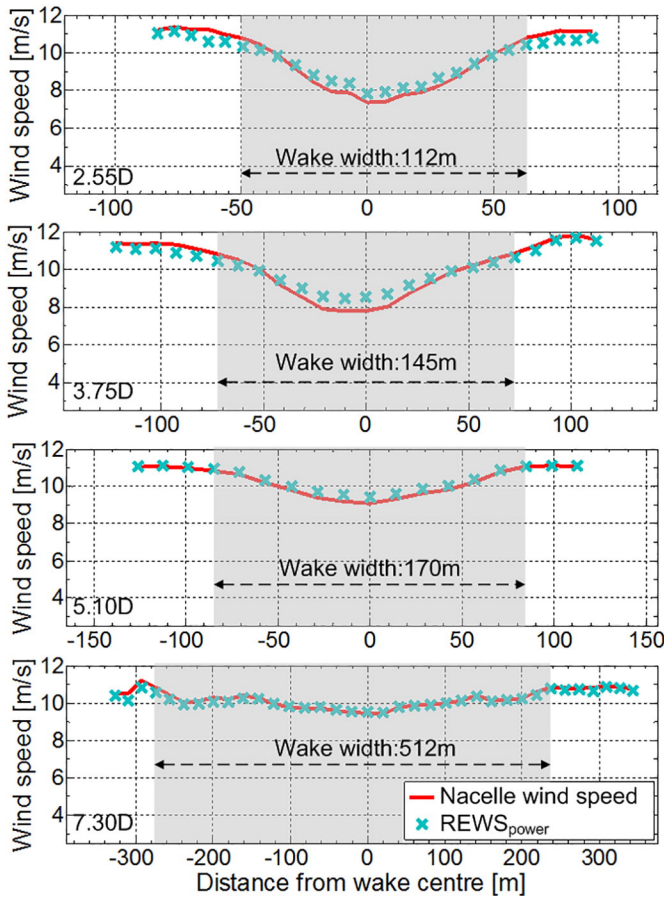 Wind speed [m/s]
12
10
8
6
4
Wake width:112m
2.55D
-100
-50
0
50
100
Wind speed [m/s]
12
10
8
6
4
Wake width:145m
3.75D
-100
-50
0
50
100
Wind speed [m/s]
12
10
8
6
4
Wake width:170m
5.10D
-150
-100
-50
0
50
100
150
Wind speed [m/s]
12
10
8
6
4
Wake width:512m
Nacelle wind speed
REWSpower
7.30D
-300
-200
-100
0
100
200
300
Distance from wake centre [m]